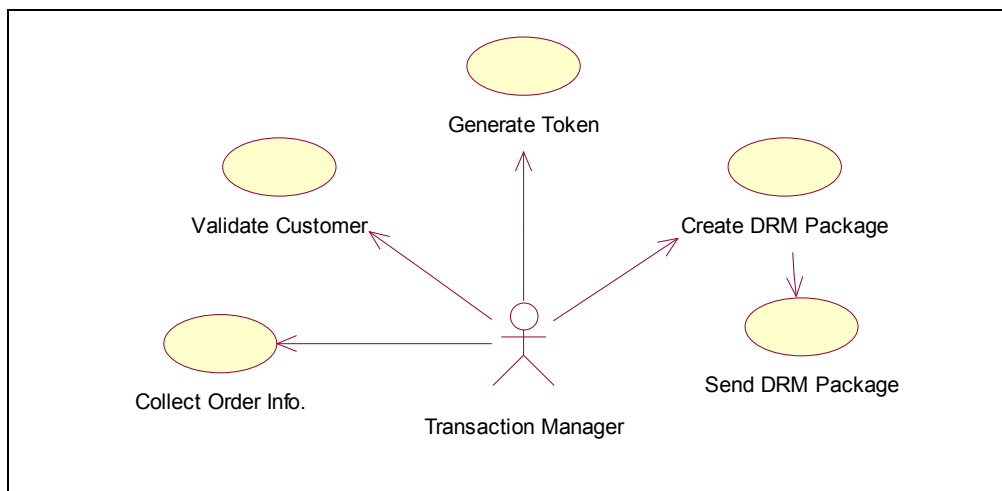 Generate Token
Validate Customer
Create DRM Package
Collect Order Info.
Send DRM Package
Transaction Manager